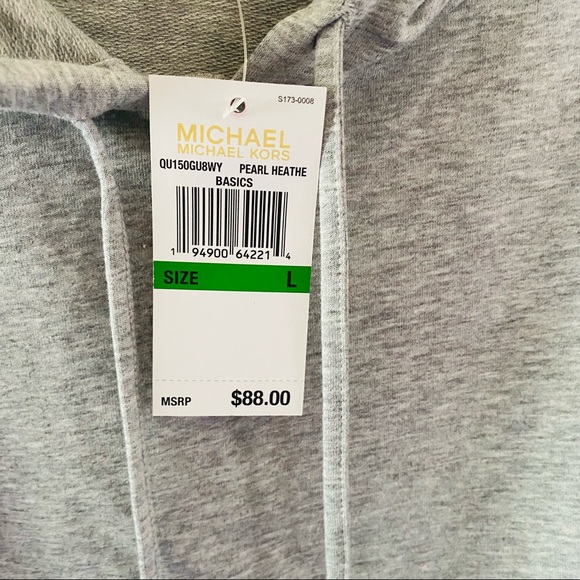 S173-0008
MICHAEL
MICHAEL KORS
QU150GU8WY PEARL HEATHE
BASICS
1 94900 64221 4
SIZE L
MSRP $88.00